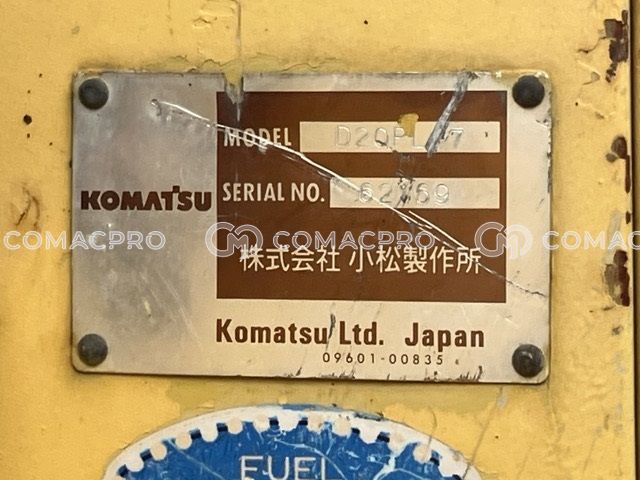 MODEL
KOMATSU
SERIAL NO.
COMACPRO COMACPRO COMACPRO
株式会社 小松製作所
Komatsu Ltd. Japan
09601-00835
FUEL